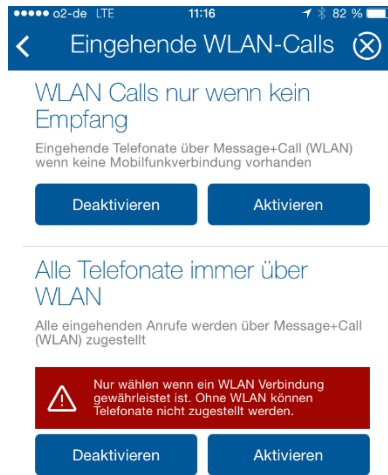 o2-de LTE 11:16 82 %
Eingehende WLAN-Calls
WLAN Calls nur wenn kein
Empfang
Eingehende Telefonate über Message+Call (WLAN)
wenn keine Mobilfunkverbindung vorhanden
Deaktivieren Aktivieren
Alle Telefonate immer über
WLAN
Alle eingehenden Anrufe werden über Message+Call
(WLAN) zugestellt
Nur wählen wenn ein WLAN Verbindung
gewährleistet ist. Ohne WLAN können
Telefonate nicht zugestellt werden.
Deaktivieren Aktivieren